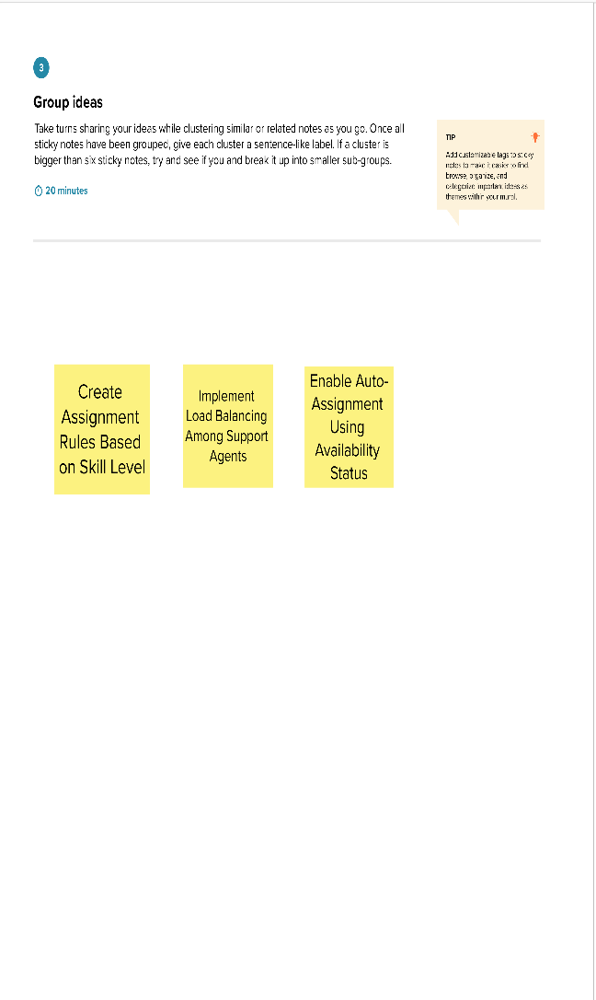 3
Group ideas
Take turns sharing your ideas while clustering similar or related notes as you go. Once all
sticky notes have been grouped, give each cluster a sentence-like label. If a cluster is
bigger than six sticky notes, try and see if you and break it up into smaller sub-groups.
20 minutes
TIP
Add customizable tags to sticky
notes to make it easier to find,
browse, organize, and
categorize important ideas as
themes within your mural.
Create
Assignment
Rules Based
on Skill Level
Implement
Load Balancing
Among Support
Agents
Enable Auto-
Assignment
Using
Availability
Status